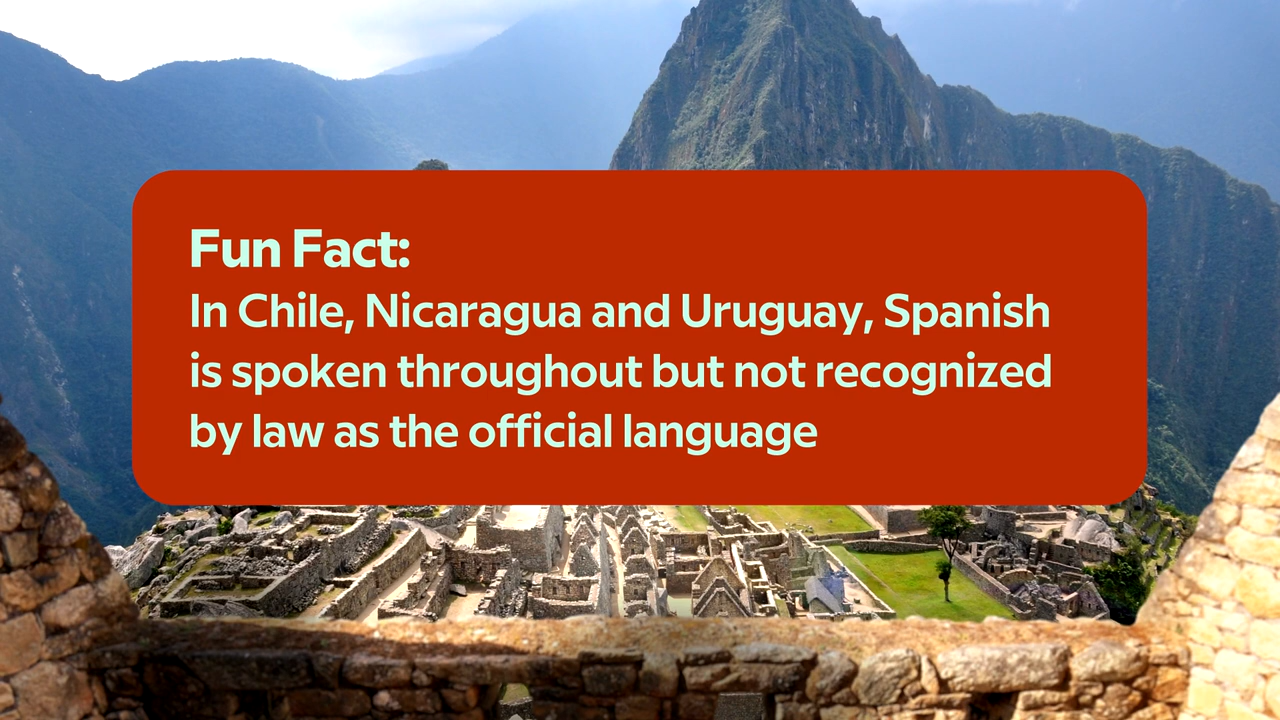 Fun Fact:
In Chile, Nicaragua and Uruguay, Spanish
is spoken throughout but not recognized
by law as the official language